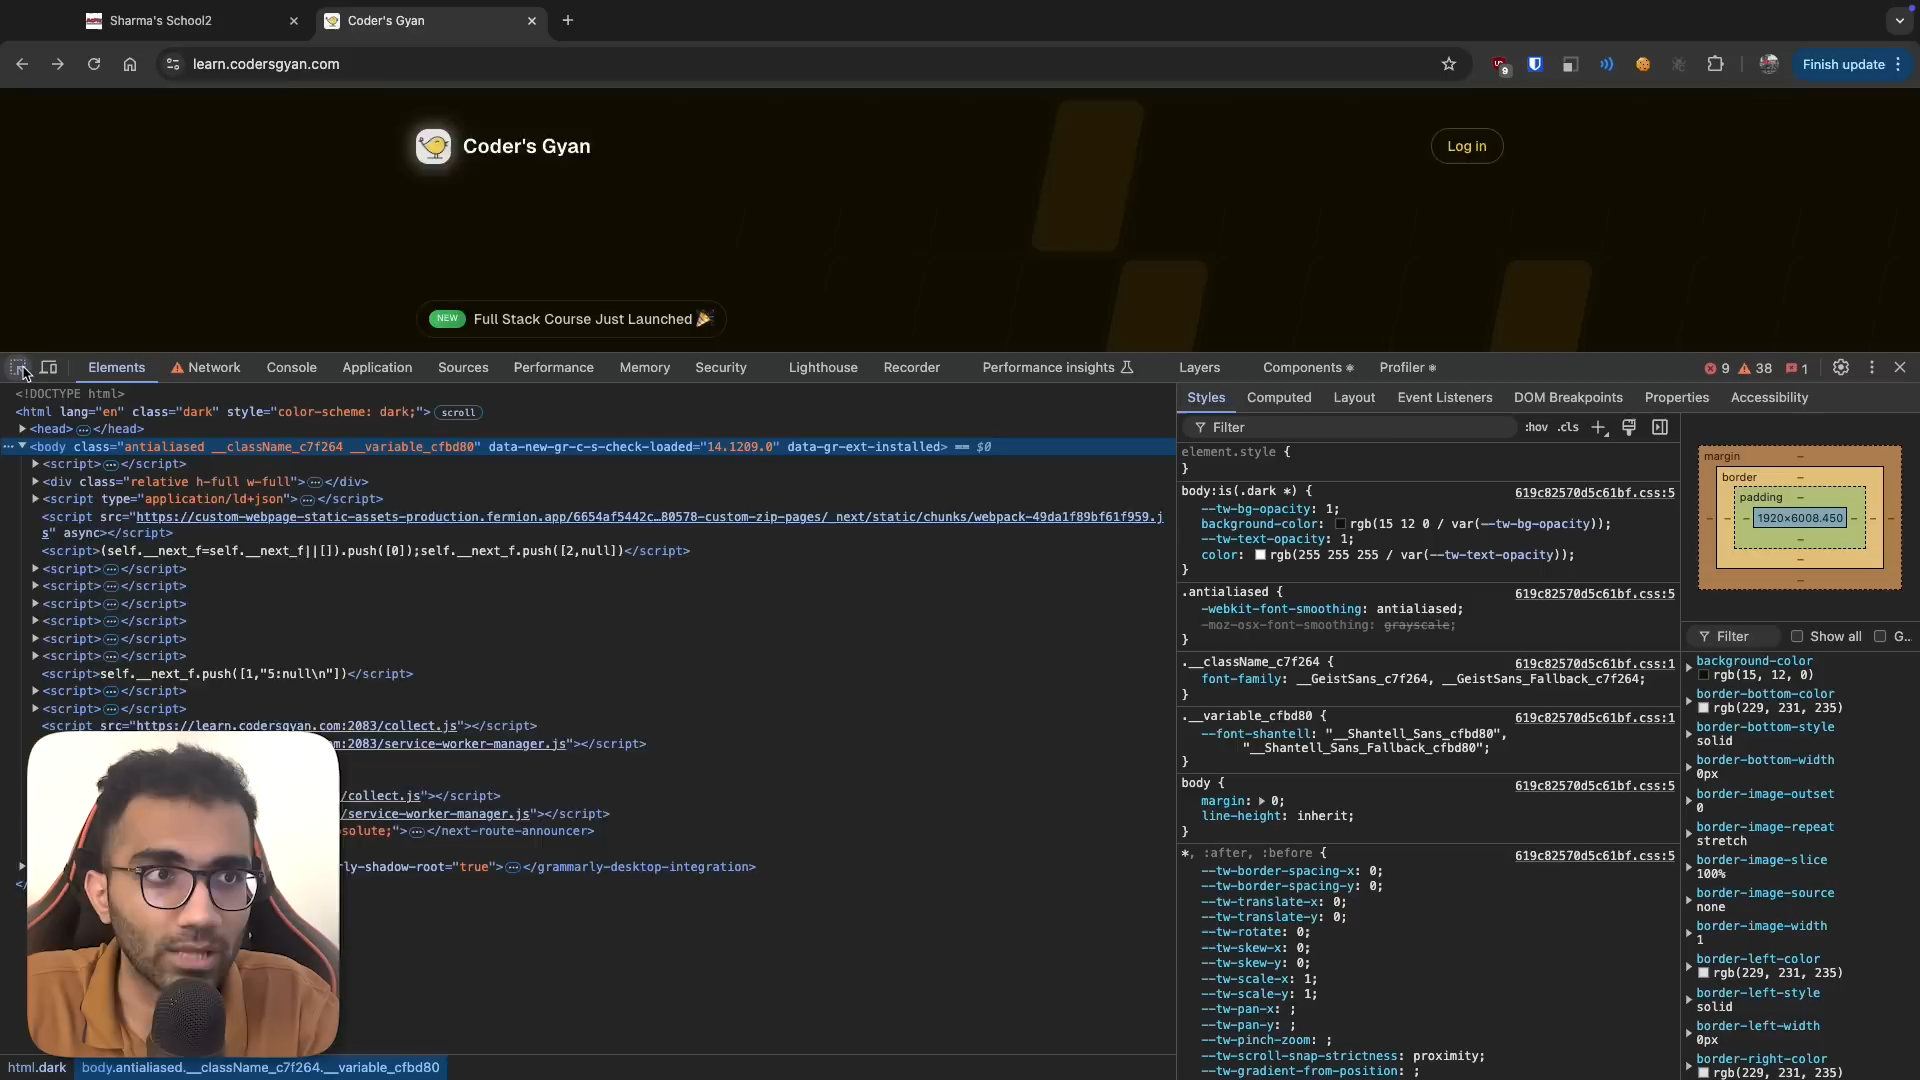 Sharma's School2
Coder's Gyan
learn.codersgyan.com
9
Finish update
Coder's Gyan
Log in
NEW Full Stack Course Just Launched 🎉
Elements Network Console Application Sources Performance Memory Security Lighthouse Recorder Performance insights Layers Components Profiler 9 38 1
<!DOCTYPE html>
<html lang="en" class="dark" style="color-scheme: dark;"> scroll
<head> … </head>
<body class="antialiased __className_c7f264 __variable_cfbd80" data-new-gr-c-s-check-loaded="14.1209.0" data-gr-ext-installed> == $0
<script> … </script>
<div class="relative h-full w-full"> … </div>
<script type="application/ld+json"> … </script>
<script src="https://custom-webpage-static-assets-production.fermion.app/6654af5442c…80578-custom-zip-pages/_next/static/chunks/webpack-49da1f89bf61f959.j
s" async></script>
<script>(self.__next_f=self.__next_f||[]).push([0]);self.__next_f.push([2,null])</script>
<script> … </script>
<script> … </script>
<script> … </script>
<script> … </script>
<script> … </script>
<script> … </script>
<script>self.__next_f.push([1,"5:null\n"])</script>
<script> … </script>
<script> … </script>
<script src="https://learn.codersgyan.com:2083/collect.js"></script>
m:2083/service-worker-manager.js"></script>
/collect.js"></script>
/service-worker-manager.js"></script>
solute;"> … </next-route-announcer>
rly-shadow-root="true"> … </grammarly-desktop-integration>
</
html.dark body.antialiased.__className_c7f264.__variable_cfbd80
Styles Computed Layout Event Listeners DOM Breakpoints Properties Accessibility
Filter :hov .cls
element.style {
}
body:is(.dark *) { 619c82570d5c61bf.css:5
--tw-bg-opacity: 1;
background-color: rgb(15 12 0 / var(--tw-bg-opacity));
--tw-text-opacity: 1;
color: rgb(255 255 255 / var(--tw-text-opacity));
}
.antialiased { 619c82570d5c61bf.css:5
-webkit-font-smoothing: antialiased;
-moz-osx-font-smoothing: grayscale;
}
.__className_c7f264 { 619c82570d5c61bf.css:1
font-family: __GeistSans_c7f264, __GeistSans_Fallback_c7f264;
}
.__variable_cfbd80 { 619c82570d5c61bf.css:1
--font-shantell: "__Shantell_Sans_cfbd80",
"__Shantell_Sans_Fallback_cfbd80";
}
body { 619c82570d5c61bf.css:5
margin: 0;
line-height: inherit;
}
*, :after, :before { 619c82570d5c61bf.css:5
--tw-border-spacing-x: 0;
--tw-border-spacing-y: 0;
--tw-translate-x: 0;
--tw-translate-y: 0;
--tw-rotate: 0;
--tw-skew-x: 0;
--tw-skew-y: 0;
--tw-scale-x: 1;
--tw-scale-y: 1;
--tw-pan-x: ;
--tw-pan-y: ;
--tw-pinch-zoom: ;
--tw-scroll-snap-strictness: proximity;
--tw-gradient-from-position: ;
margin –
border –
padding –
– – – 1920×6008.450 – – –
–
–
–
Filter Show all G...
background-color
rgb(15, 12, 0)
border-bottom-color
rgb(229, 231, 235)
border-bottom-style
solid
border-bottom-width
0px
border-image-outset
0
border-image-repeat
stretch
border-image-slice
100%
border-image-source
none
border-image-width
1
border-left-color
rgb(229, 231, 235)
border-left-style
solid
border-left-width
0px
border-right-color
rgb(229, 231, 235)